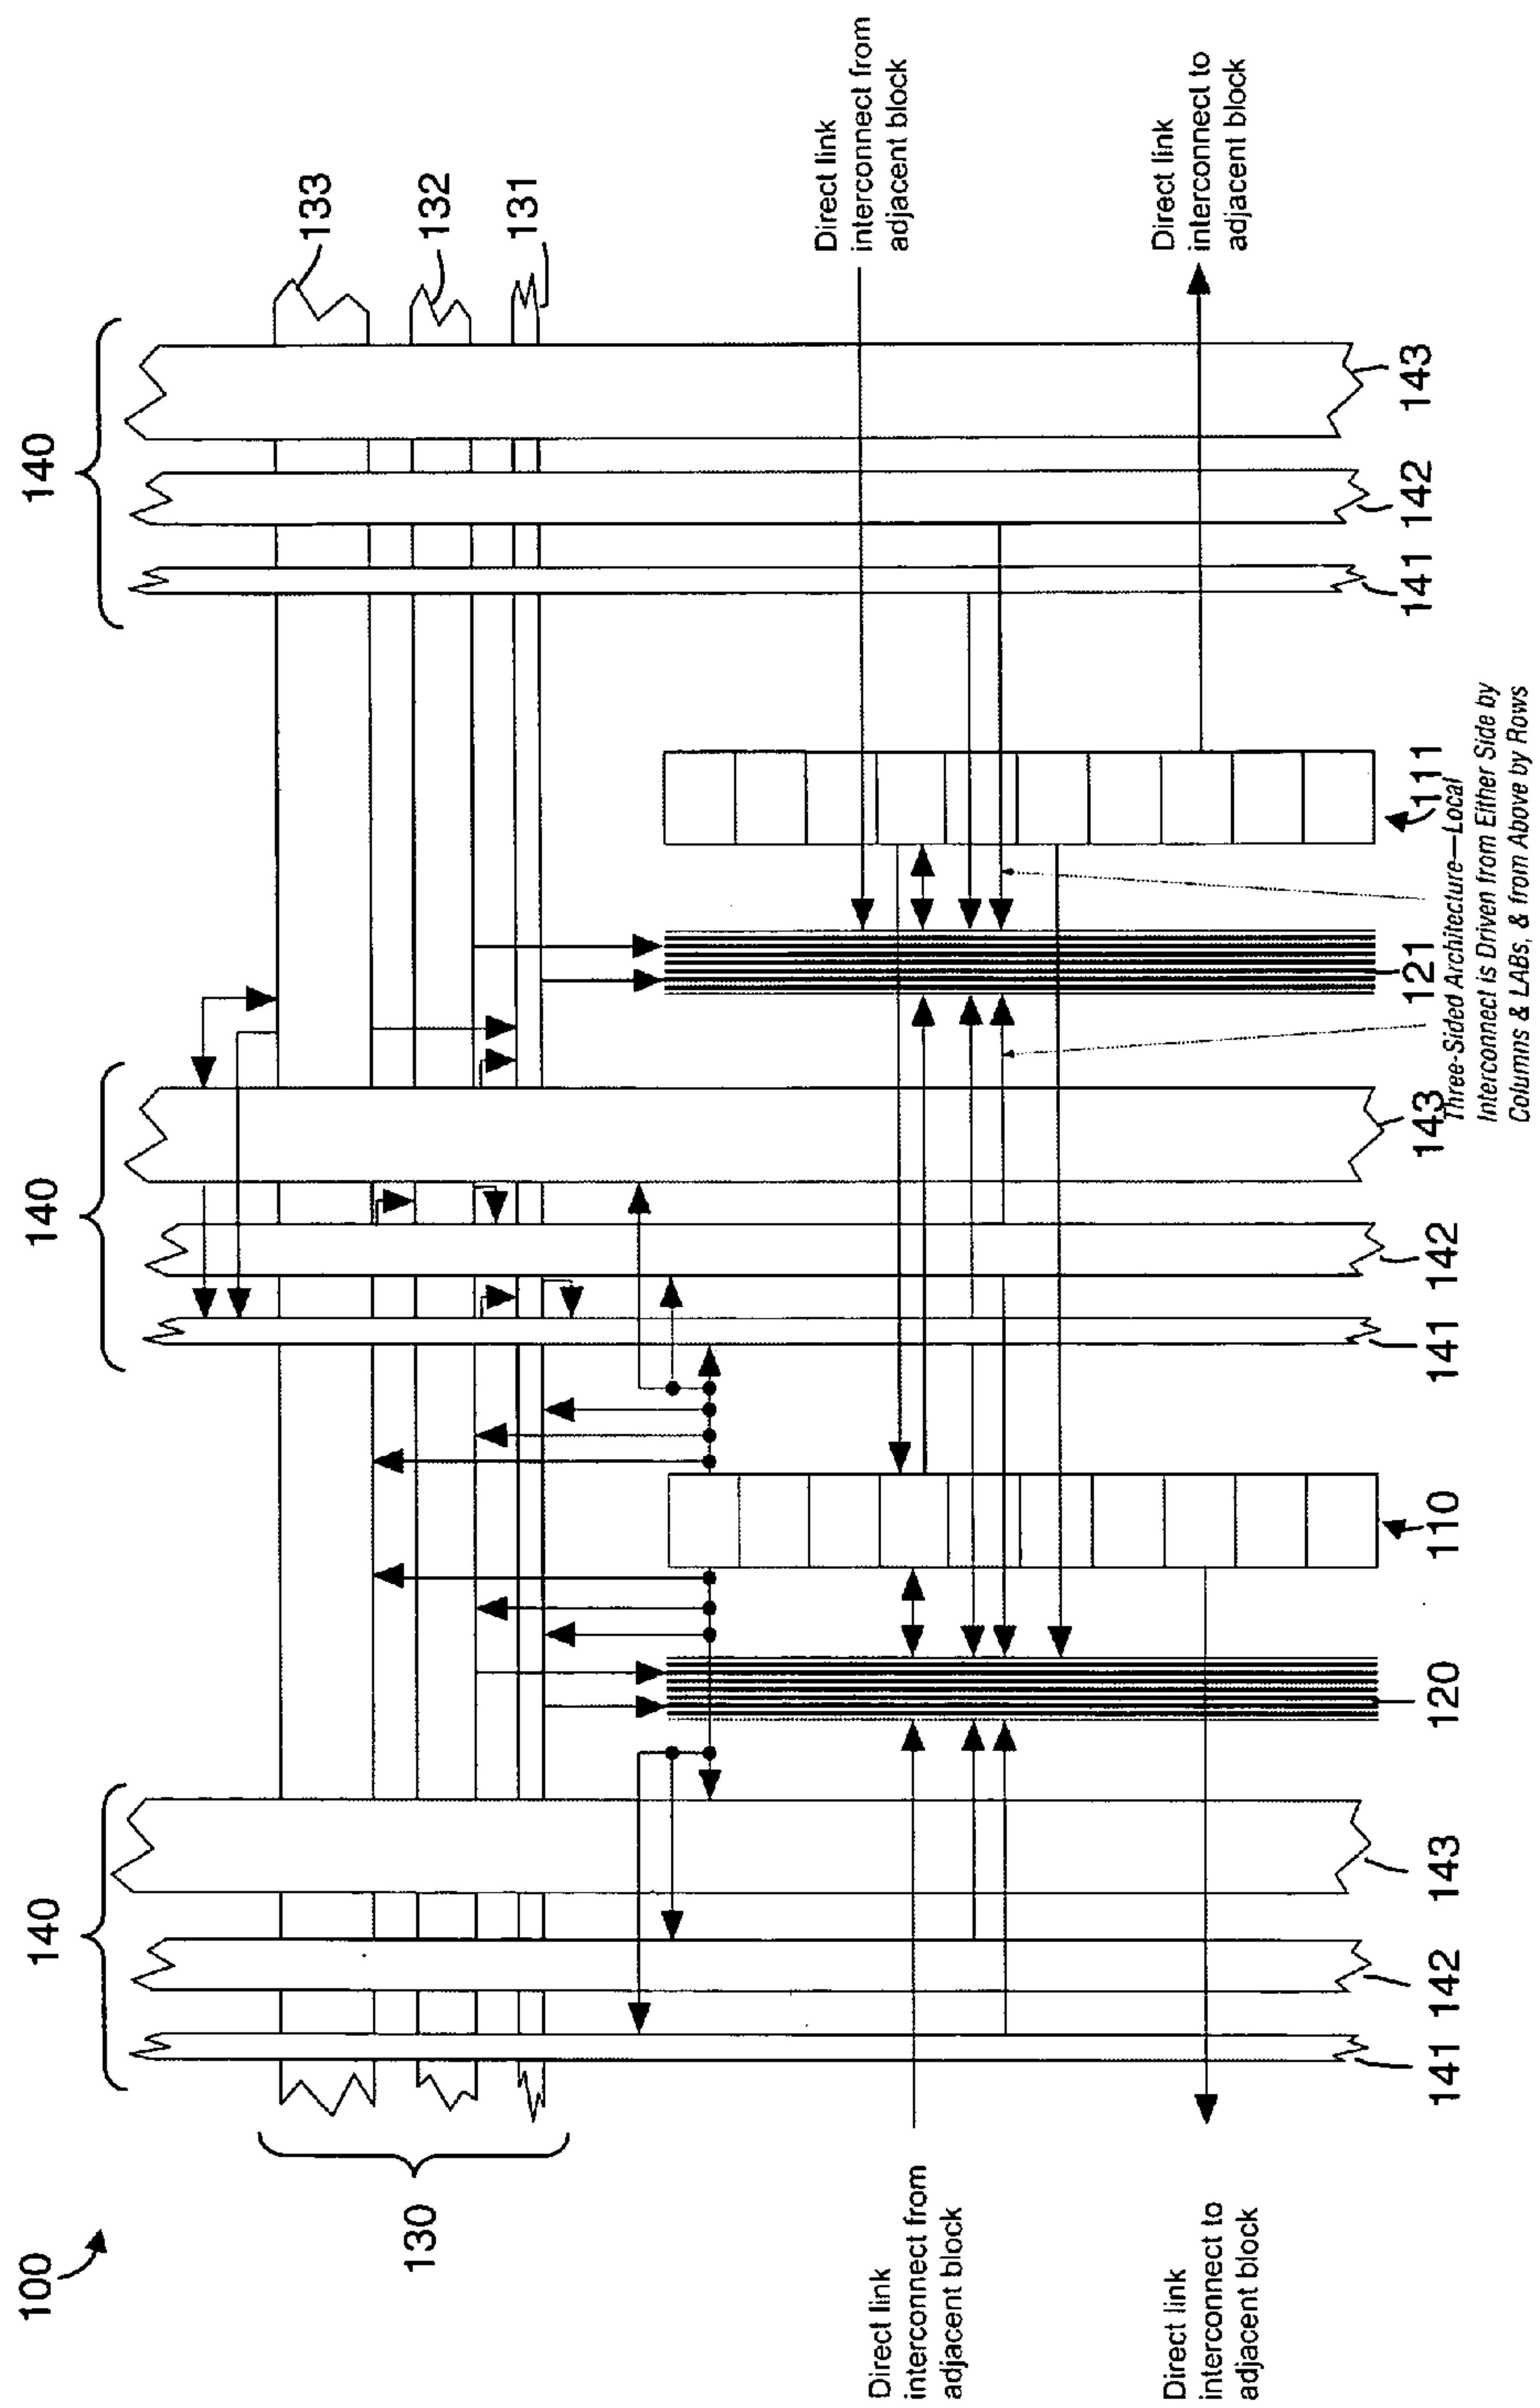 100
140
140
140
133
132
131
130
Direct link
interconnect from
adjacent block
Direct link
interconnect to
adjacent block
Direct link
interconnect from
adjacent block
Direct link
interconnect to
adjacent block
141
142
143
120
110
141
142
143
121
111
141
142
143
Three-Sided Architecture—Local
Interconnect is Driven from Either Side by
Columns & LABs, & from Above by Rows